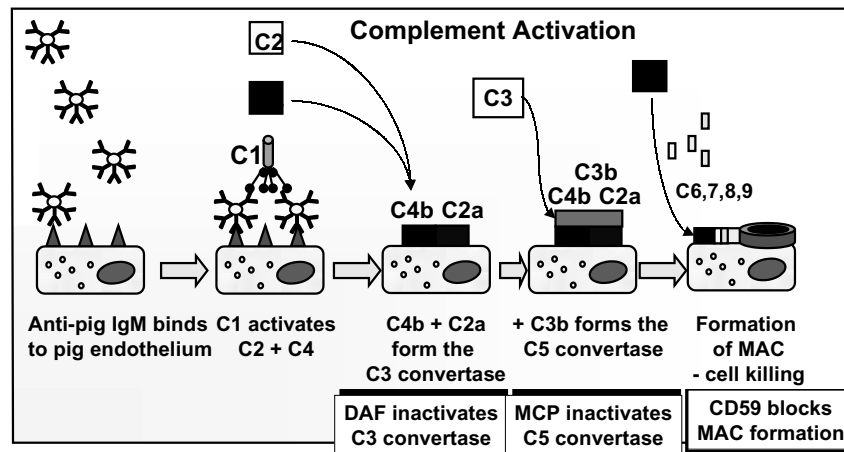 Complement Activation
C2
C3
C1
C3b
C4b C2a
C4b C2a
C6,7,8,9
Anti-pig IgM binds
to pig endothelium
C1 activates
C2 + C4
C4b + C2a
form the
C3 convertase
+ C3b forms the
C5 convertase
Formation
of MAC
- cell killing
DAF inactivates
C3 convertase
MCP inactivates
C5 convertase
CD59 blocks
MAC formation